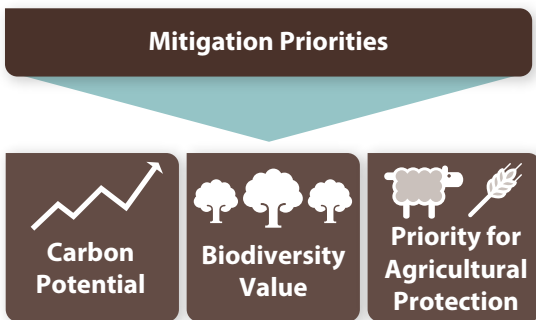 Mitigation Priorities
Carbon
Potential
Biodiversity
Value
Priority for
Agricultural
Protection